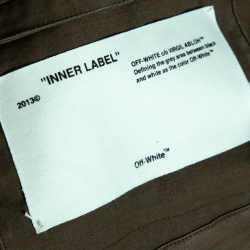 "INNER LABEL"
2013©
OFF-WHITE c/o VIRGIL ABLOH™
Defining the grey area between black
and white as the color Off-White.
Off-White™